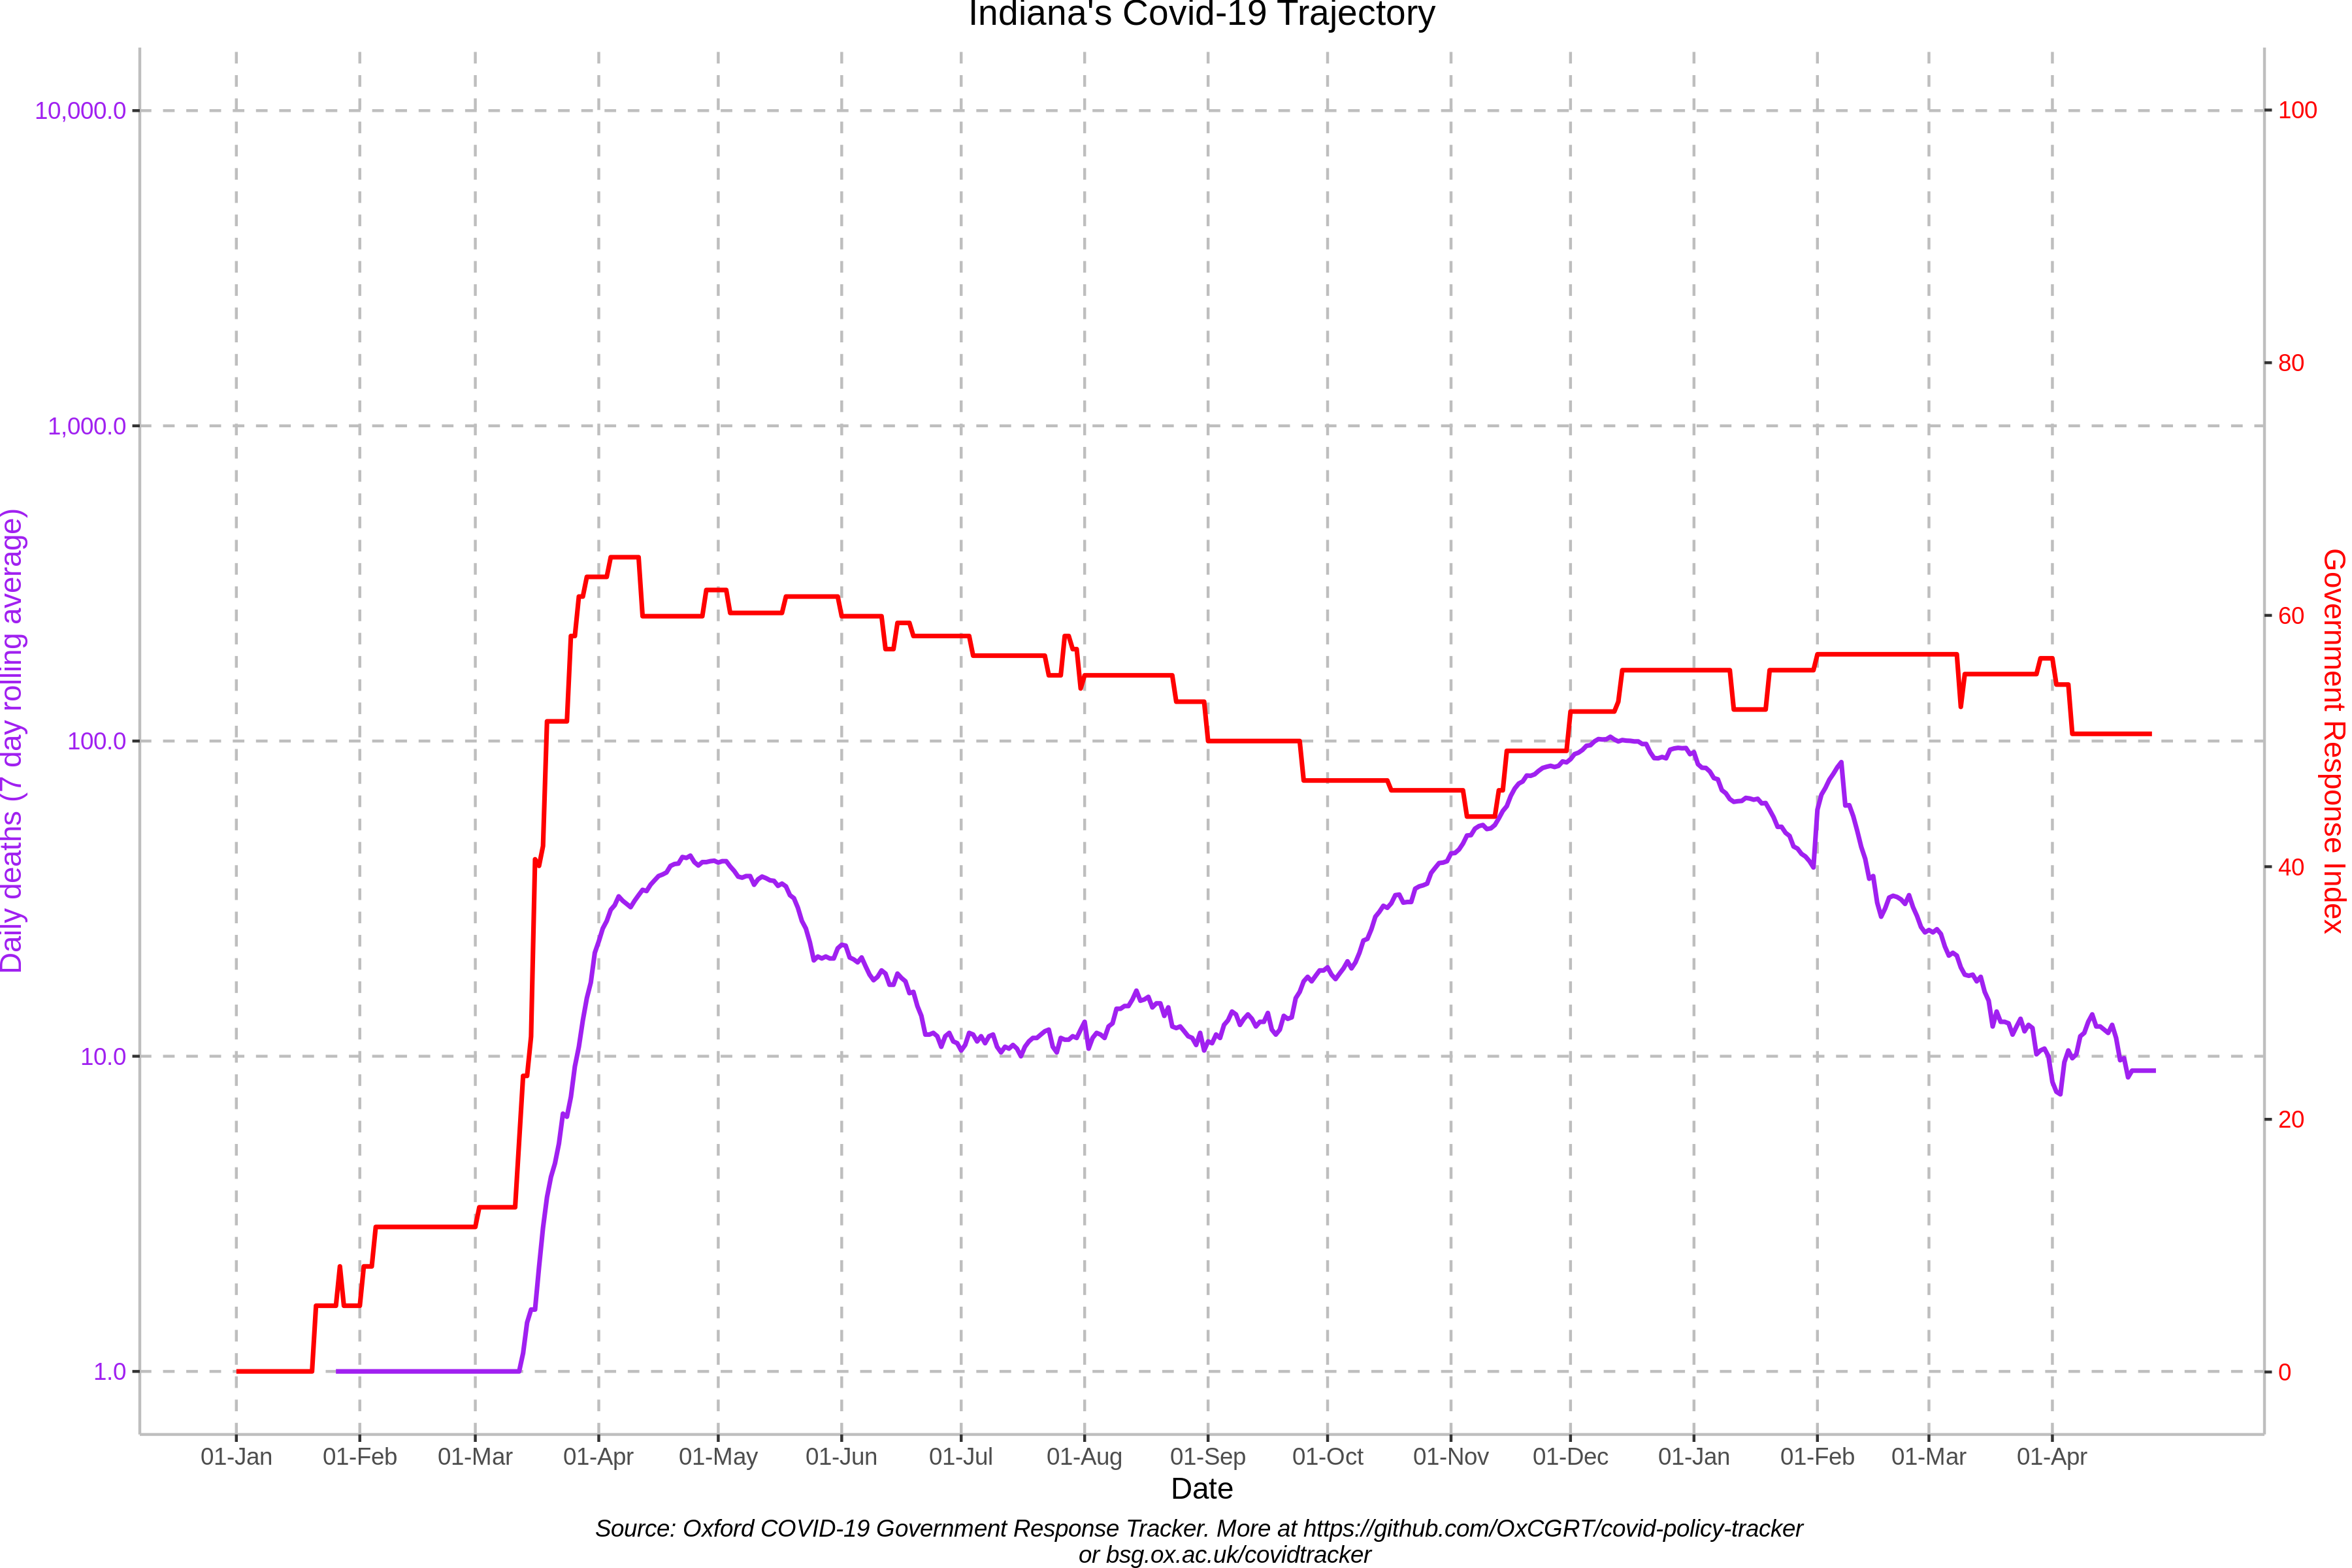 Indiana's Covid-19 Trajectory
10,000.0
1,000.0
100.0
10.0
1.0
Daily deaths (7 day rolling average)
100
80
60
40
20
0
Government Response Index
01-Jan 01-Feb 01-Mar 01-Apr 01-May 01-Jun 01-Jul 01-Aug 01-Sep 01-Oct 01-Nov 01-Dec 01-Jan 01-Feb 01-Mar 01-Apr
Date
Source: Oxford COVID-19 Government Response Tracker. More at https://github.com/OxCGRT/covid-policy-tracker
or bsg.ox.ac.uk/covidtracker